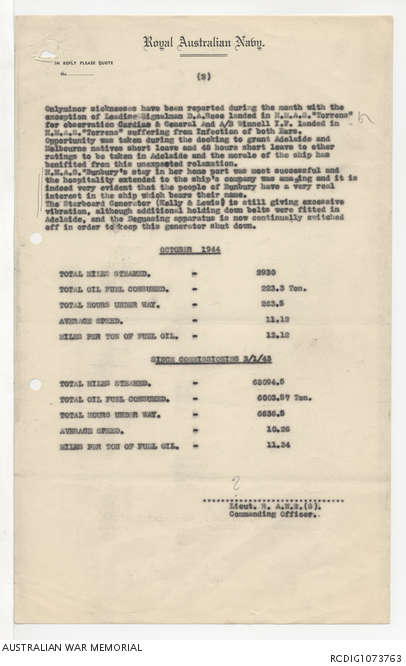 Royal Australian Navy.
IN REPLY PLEASE QUOTE
No.
(2)
Onlyminor sicknesses have been reported during the month with the
exception of Leading Signalman D.A. landed in H.M.A.S."Torrens"
for observation Cardiac & General And A/B Binnell Y.F. landed in
H.M.A.S."Torrens" suffering from Infection of both Ears.
Opportunity was taken during the docking to grant Adelaide and
Melbourne natives short leave and 48 hours short leave to other
ratings to be taken in Adelaide and the morale of the ship has
benifited from this unexpected relaxation.
H.M.A.S."Bunbury's stay in her home port was most successful and
the hospitality extended to the ship's company was amazing and it is
indeed very evident that the people of Bunbury have a very real
interest in the ship which bears their name.
The Starboard Generator (Kelly & Lewis) is still giving excessive
vibration, although additional holding down bolts were fitted in
Adelaide, and the Degaussing apparatus is now continually switched
off in order to keep this generator shut down.
OCTOBER 1944
TOTAL MILES STEAMED. - 2930
TOTAL OIL FUEL CONSUMED. - 223.3 Ton.
TOTAL HOURS UNDER WAY. - 263.5
AVERAGE SPEED. - 11.12
MILES PER TON OF FUEL OIL. - 12.12
SINCE COMMISSIONING 3/1/43
TOTAL MILES STEAMED. - 68094.5
TOTAL OIL FUEL CONSUMED. - 6003.57 Ton.
TOTAL HOURS UNDER WAY. - 6636.5
AVERAGE SPEED. - 10.26
MILES PER TON OF FUEL OIL. - 11.34
?
Lieut. R. A.N.R.(S).
Commanding Officer.
AUSTRALIAN WAR MEMORIAL
RCDIG1073763